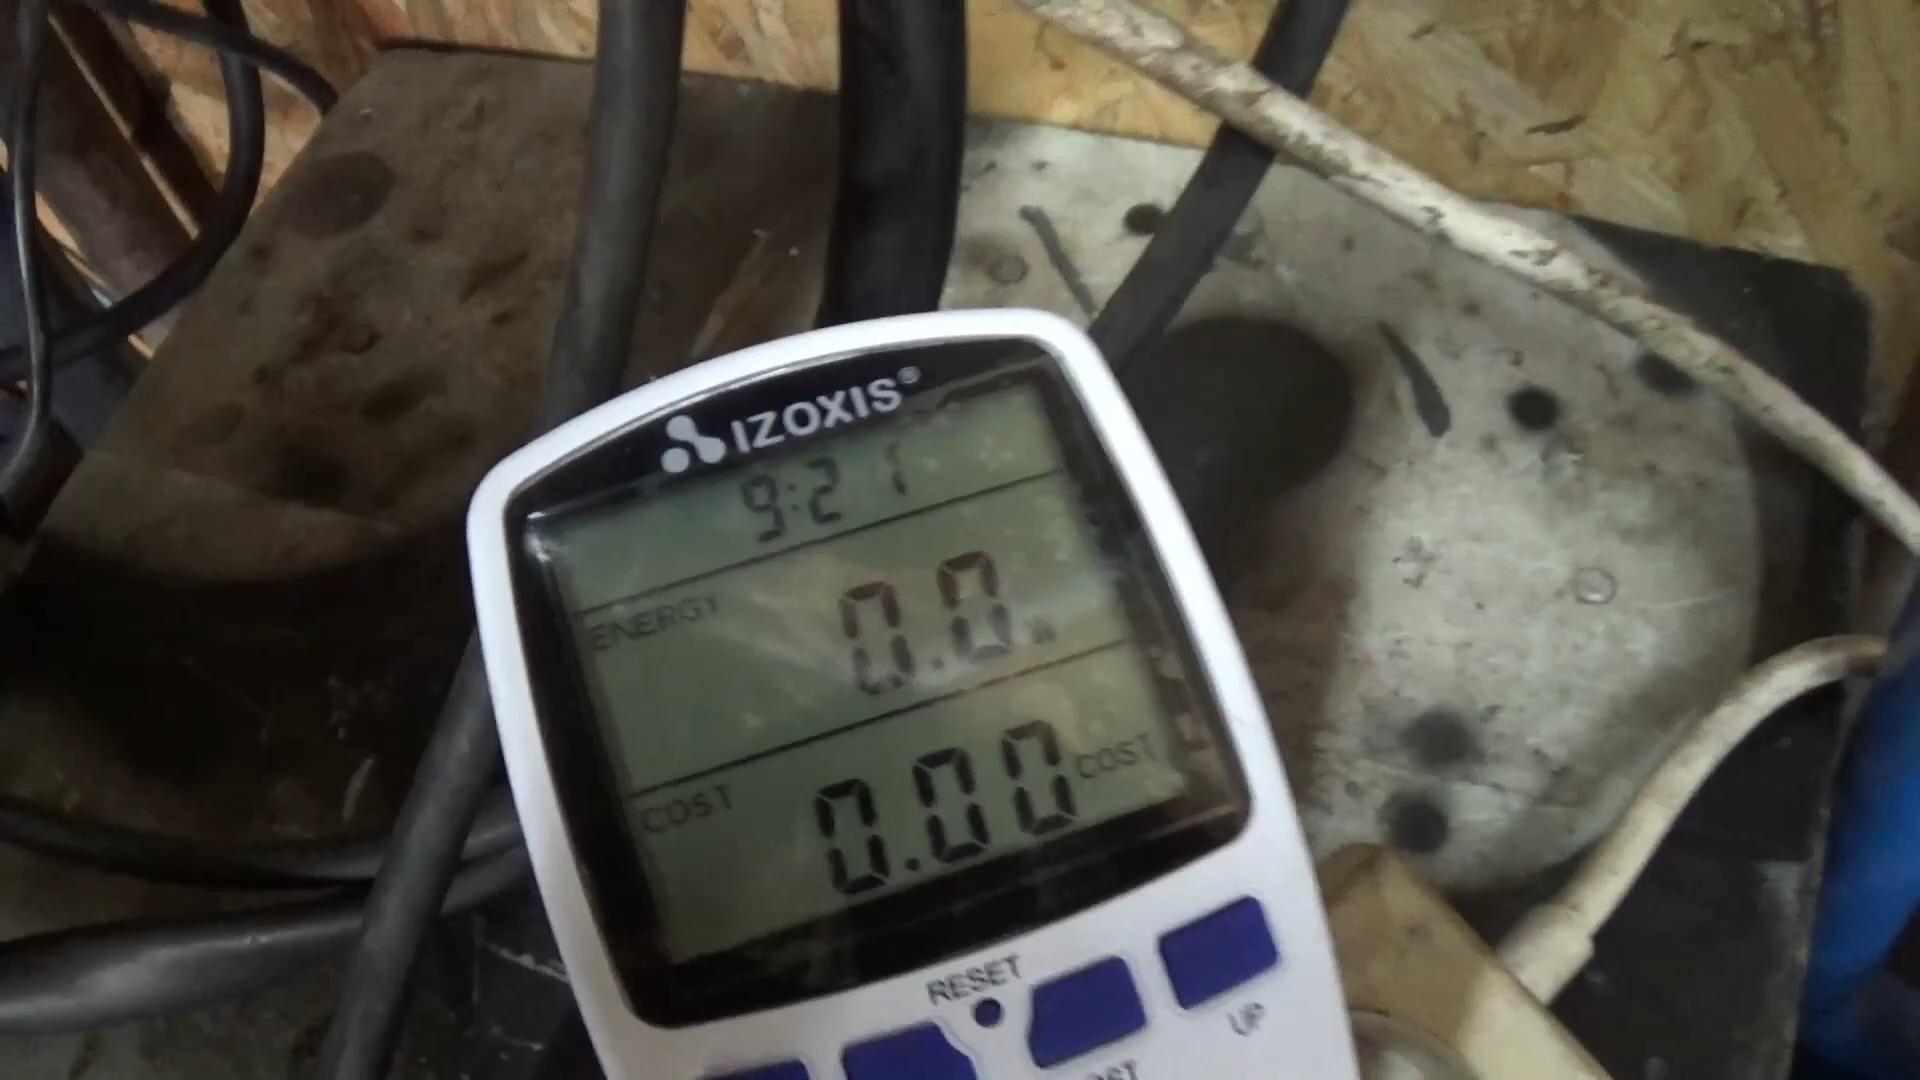 IZOXIS®
9:21
ENERGY 0.0 W
COST 0.00 COST
RESET
UP